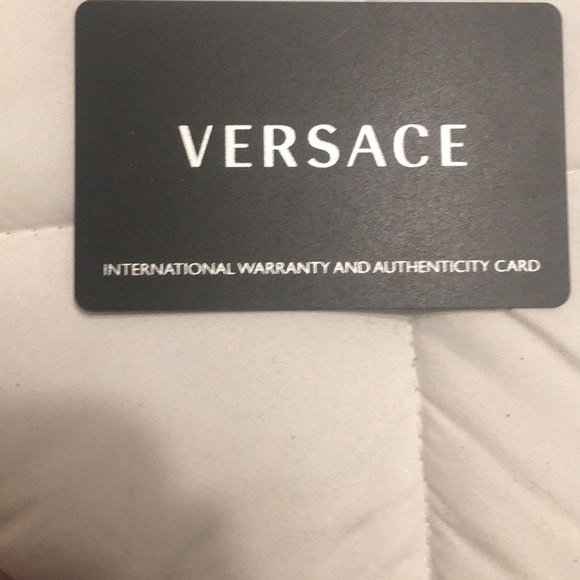 VERSACE
INTERNATIONAL WARRANTY AND AUTHENTICITY CARD